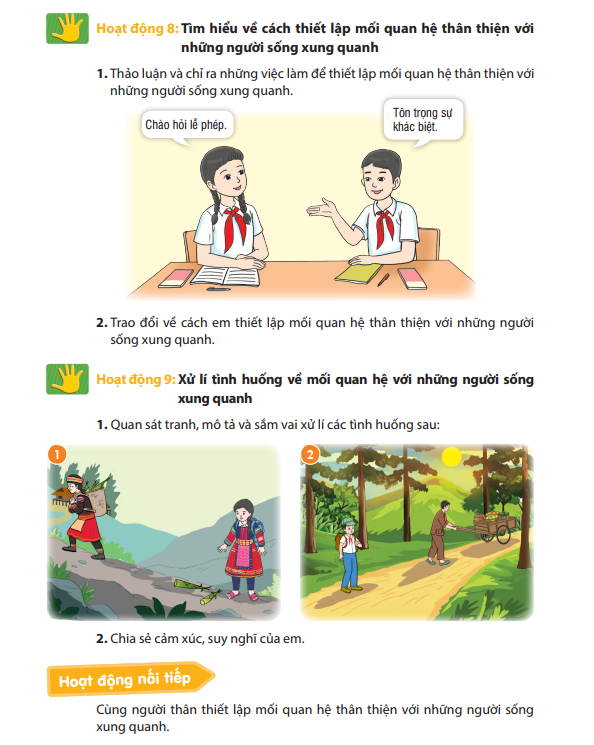 Hoạt động 8: Tìm hiểu về cách thiết lập mối quan hệ thân thiện với
những người sống xung quanh
1. Thảo luận và chỉ ra những việc làm để thiết lập mối quan hệ thân thiện với
những người sống xung quanh.
Chào hỏi lễ phép.
Tôn trọng sự
khác biệt.
2. Trao đổi về cách em thiết lập mối quan hệ thân thiện với những người
sống xung quanh.
Hoạt động 9: Xử lí tình huống về mối quan hệ với những người sống
xung quanh
1. Quan sát tranh, mô tả và sắm vai xử lí các tình huống sau:
1
2
2. Chia sẻ cảm xúc, suy nghĩ của em.
Hoạt động nối tiếp
Cùng người thân thiết lập mối quan hệ thân thiện với những người sống
xung quanh.